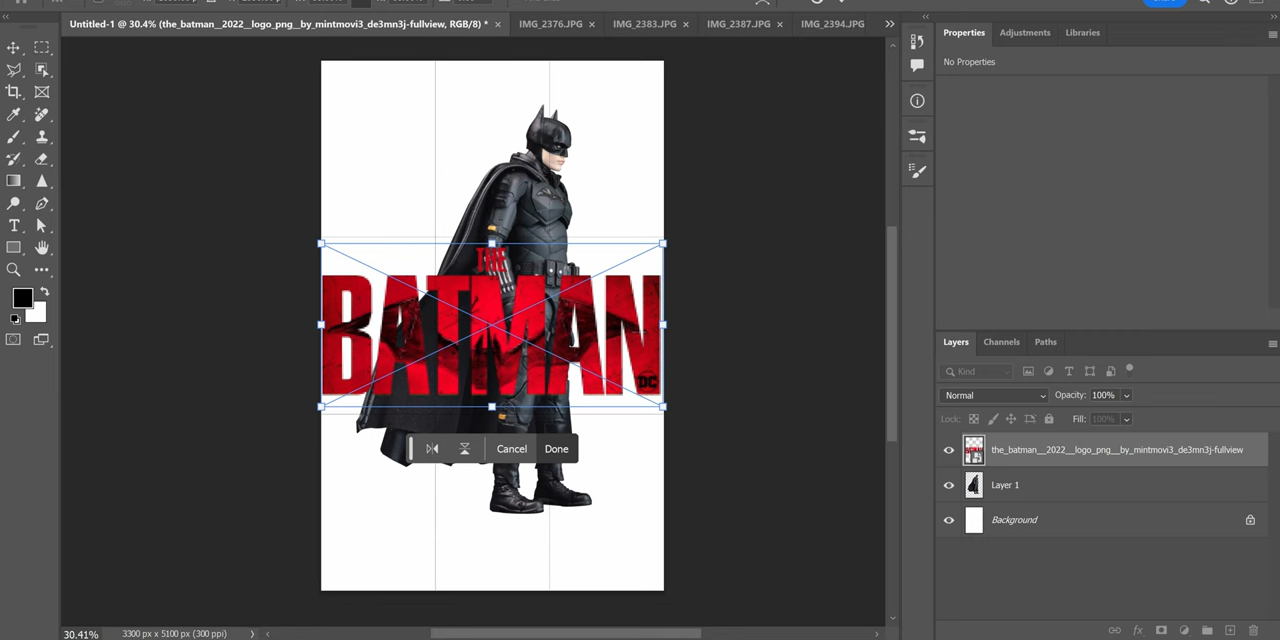 Untitled-1 @ 30.4% (the_batman_2022_logo_png__by_mintmovi3_de3mn3j-fullview, RGB/8) *
IMG_2376.JPG
IMG_2383.JPG
IMG_2387.JPG
IMG_2394.JPG
Properties
Adjustments
Libraries
No Properties
THE
BATMAN
DC
Cancel
Done
Layers
Channels
Paths
Kind
Normal
Opacity: 100%
Lock:
Fill: 100%
the_batman__2022__logo_png__by_mintmovi3_de3mn3j-fullview
Layer 1
Background
30.41%
3300 px x 5100 px (300 ppi)